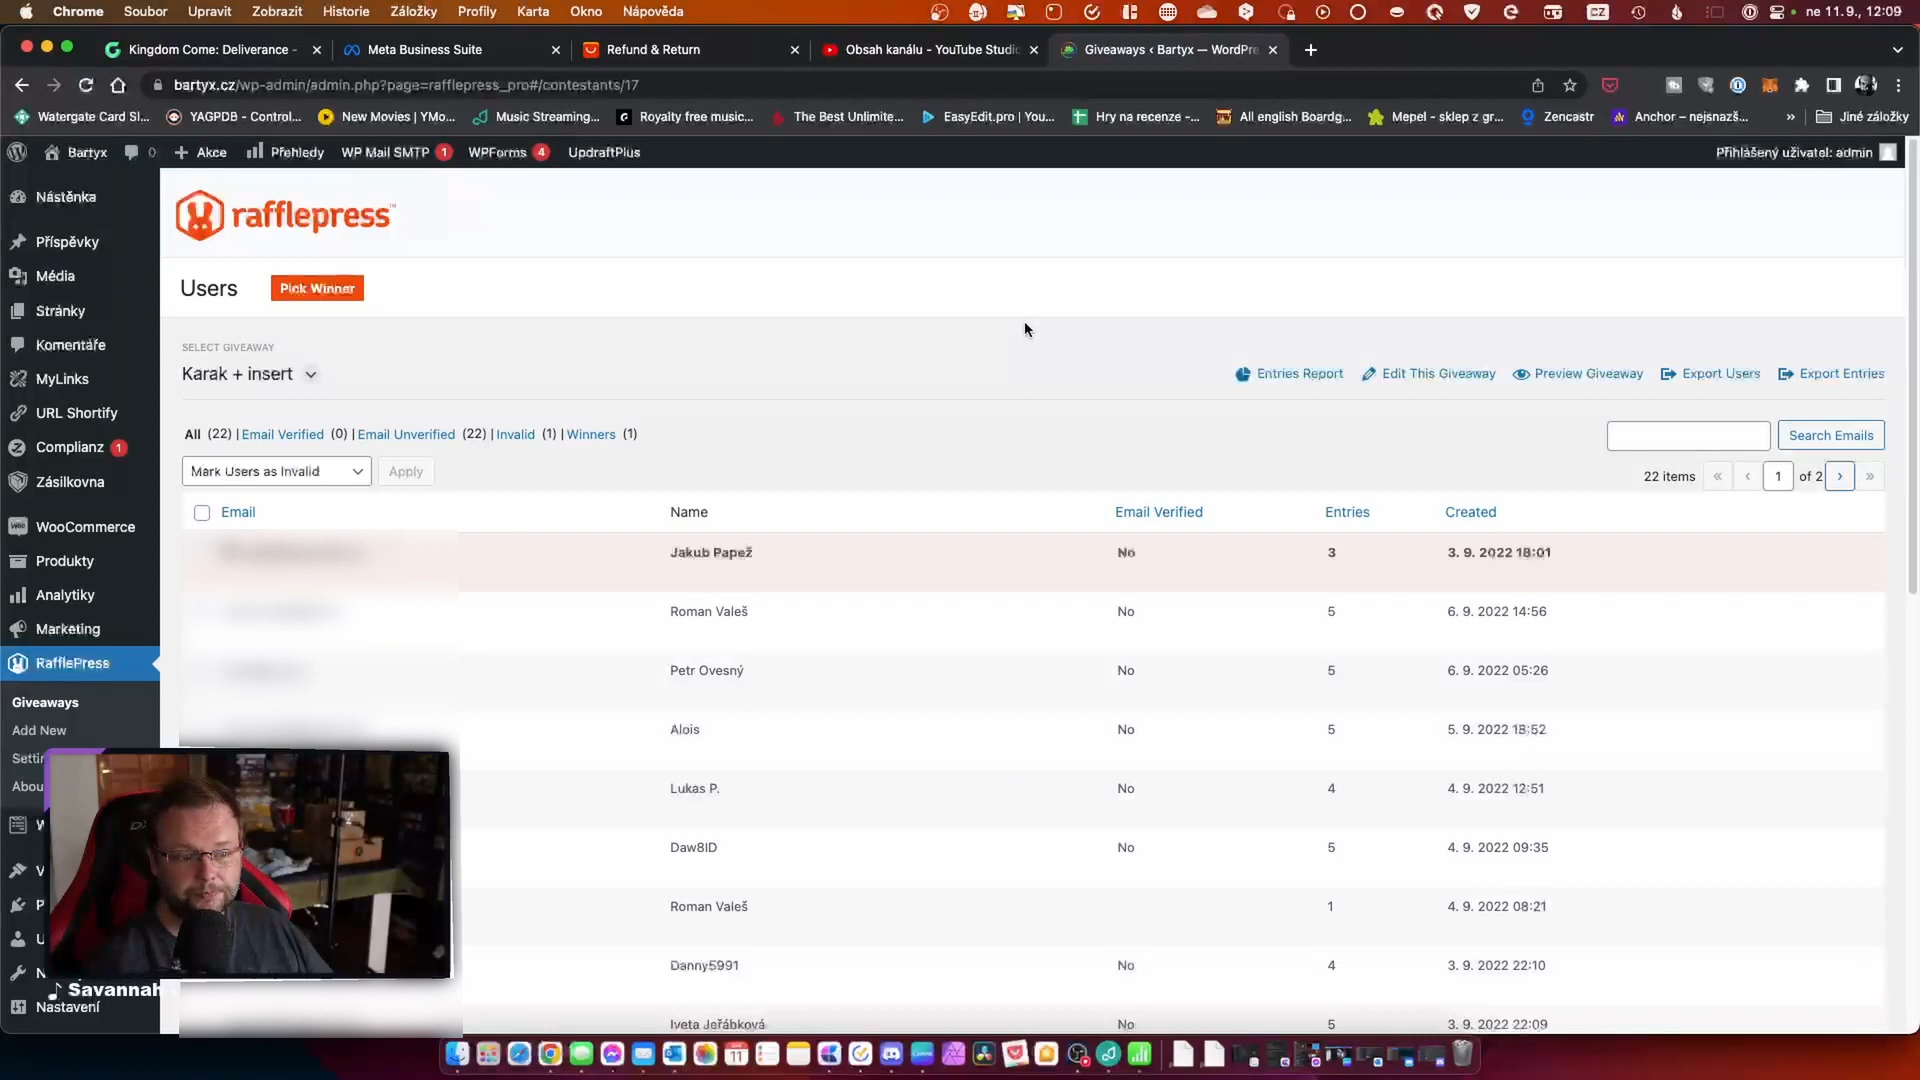 Chrome Soubor Upravit Zobrazit Historie Záložky Profily Karta Okno Nápověda CZ ne 11.9., 12:09
Kingdom Come: Deliverance - Meta Business Suite Refund & Return Obsah kanálu - YouTube Studio Giveaways ‹ Bartyx — WordPre
bartyx.cz/wp-admin/admin.php?page=rafflepress_pro#/contestants/17
Watergate Card Sl... YAGPDB - Control... New Movies | YMo... Music Streaming... Royalty free music... The Best Unlimite... EasyEdit.pro | You... Hry na recenze -... All english Boardg... Mepel - sklep z gr... Zencastr Anchor – nejsnazš... » Jiné záložky
Bartyx 0 + Akce Přehledy WP Mail SMTP 1 WPForms 4 UpdraftPlus Přihlášený uživatel: admin
Nástěnka
Příspěvky
Média
Stránky
Komentáře
MyLinks
URL Shortify
Complianz 1
Zásilkovna
WooCommerce
Produkty
Analytiky
Marketing
RafflePress
Giveaways
Add New
Settin
Abou
Nastavení
rafflepress™
Users Pick Winner
SELECT GIVEAWAY
Karak + insert
Entries Report Edit This Giveaway Preview Giveaway Export Users Export Entries
All (22) | Email Verified (0) | Email Unverified (22) | Invalid (1) | Winners (1)
Search Emails
Mark Users as Invalid Apply
22 items « ‹ 1 of 2 › »
Email Name Email Verified Entries Created
Jakub Papež No 3 3. 9. 2022 18:01
Roman Valeš No 5 6. 9. 2022 14:56
Petr Ovesný No 5 6. 9. 2022 05:26
Alois No 5 5. 9. 2022
Lukas P. No 4 4. 9. 2022 12:51
Daw8ID No 5 4. 9. 2022 09:35
Roman Valeš 1 4. 9. 2022 08:21
Danny5991 No 4 3. 9. 2022 22:10
Iveta Jeřábková No 5 3. 9. 2022 22:09
♪ Savannah